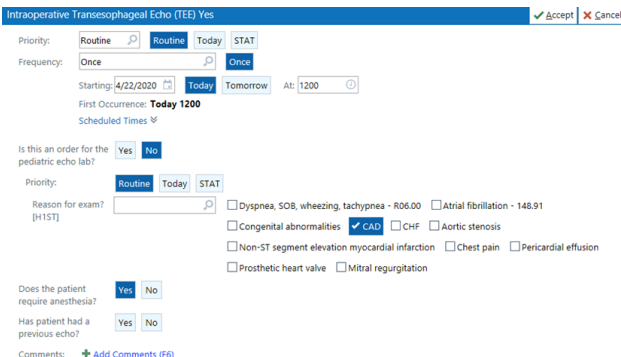 Intraoperative Transesophageal Echo (TEE) Yes Accept Cancel
Priority: Routine Routine Today STAT
Frequency: Once Once
Starting: 4/22/2020 Today Tomorrow At: 1200
First Occurrence: Today 1200
Scheduled Times
Is this an order for the Yes No
pediatric echo lab?
Priority: Routine Today STAT
Reason for exam? Dyspnea, SOB, wheezing, tachypnea - R06.00 Atrial fibrillation - 148.91
[H1ST]
Congenital abnormalities CAD CHF Aortic stenosis
Non-ST segment elevation myocardial infarction Chest pain Pericardial effusion
Prosthetic heart valve Mitral regurgitation
Does the patient Yes No
require anesthesia?
Has patient had a Yes No
previous echo?
Comments: Add Comments (F6)